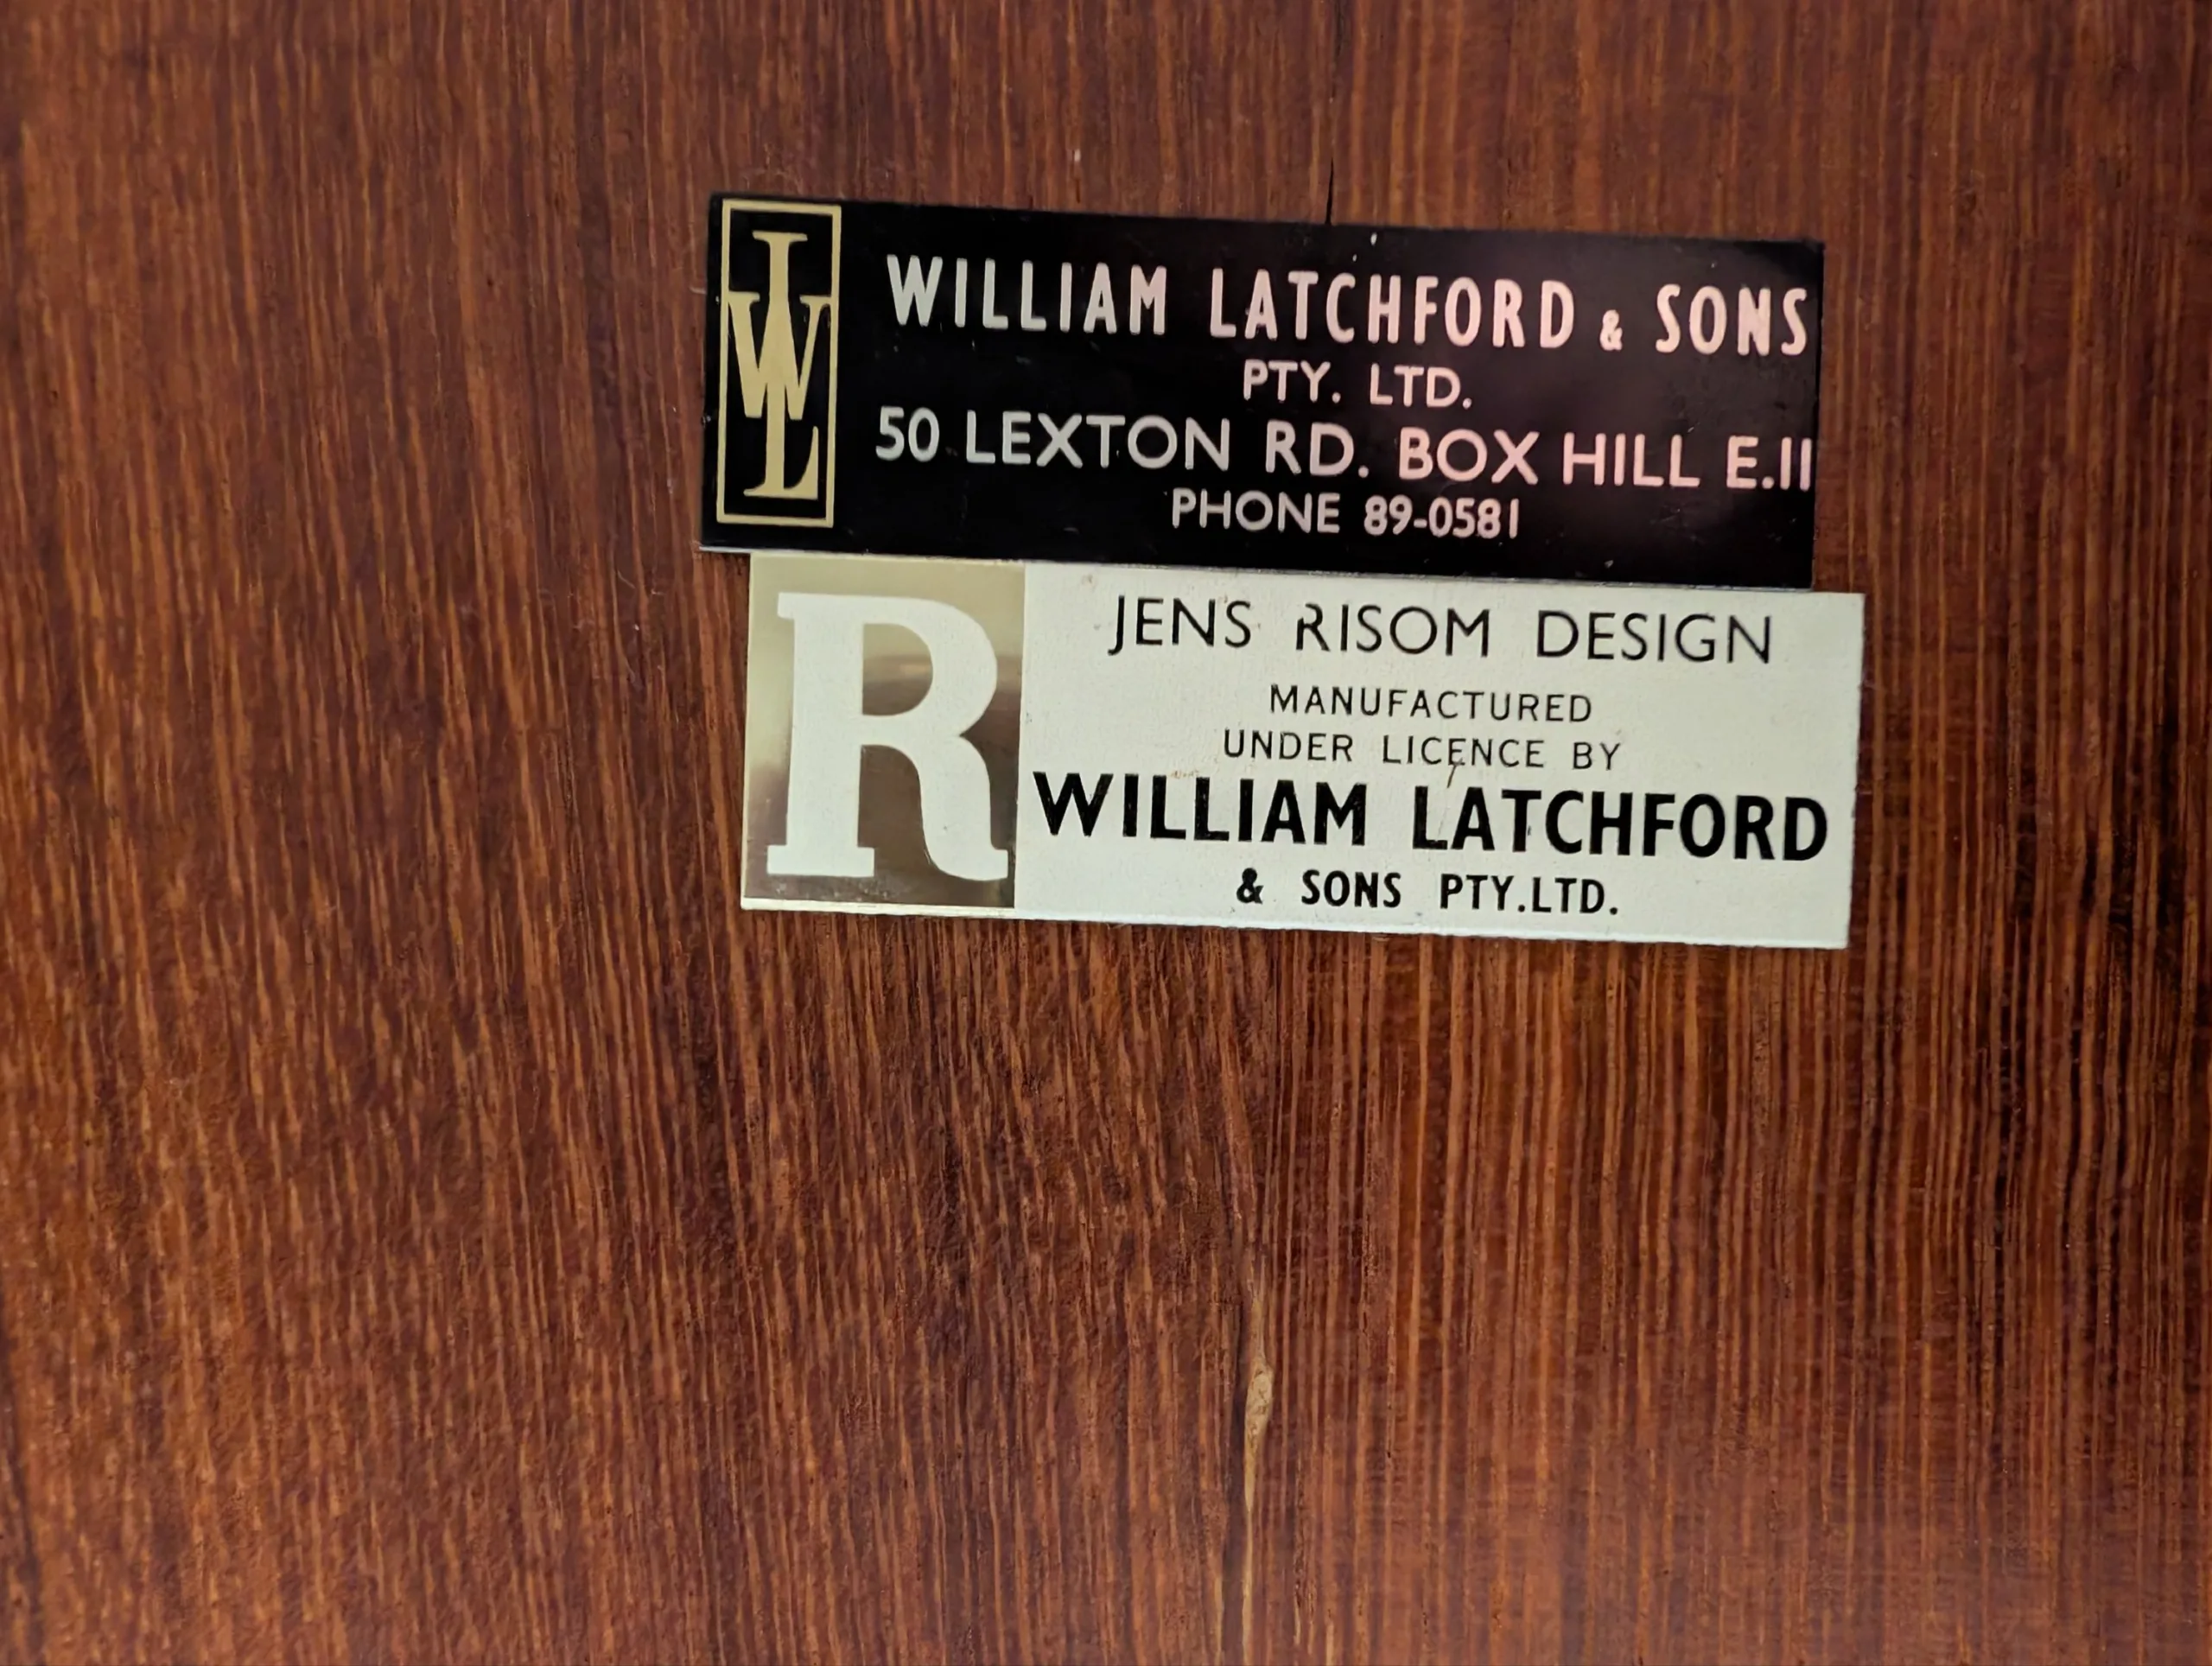 WL
WILLIAM LATCHFORD & SONS
PTY. LTD.
50 LEXTON RD. BOX HILL E.11
PHONE 89-0581
R
JENS RISOM DESIGN
MANUFACTURED
UNDER LICENCE BY
WILLIAM LATCHFORD
& SONS PTY.LTD.